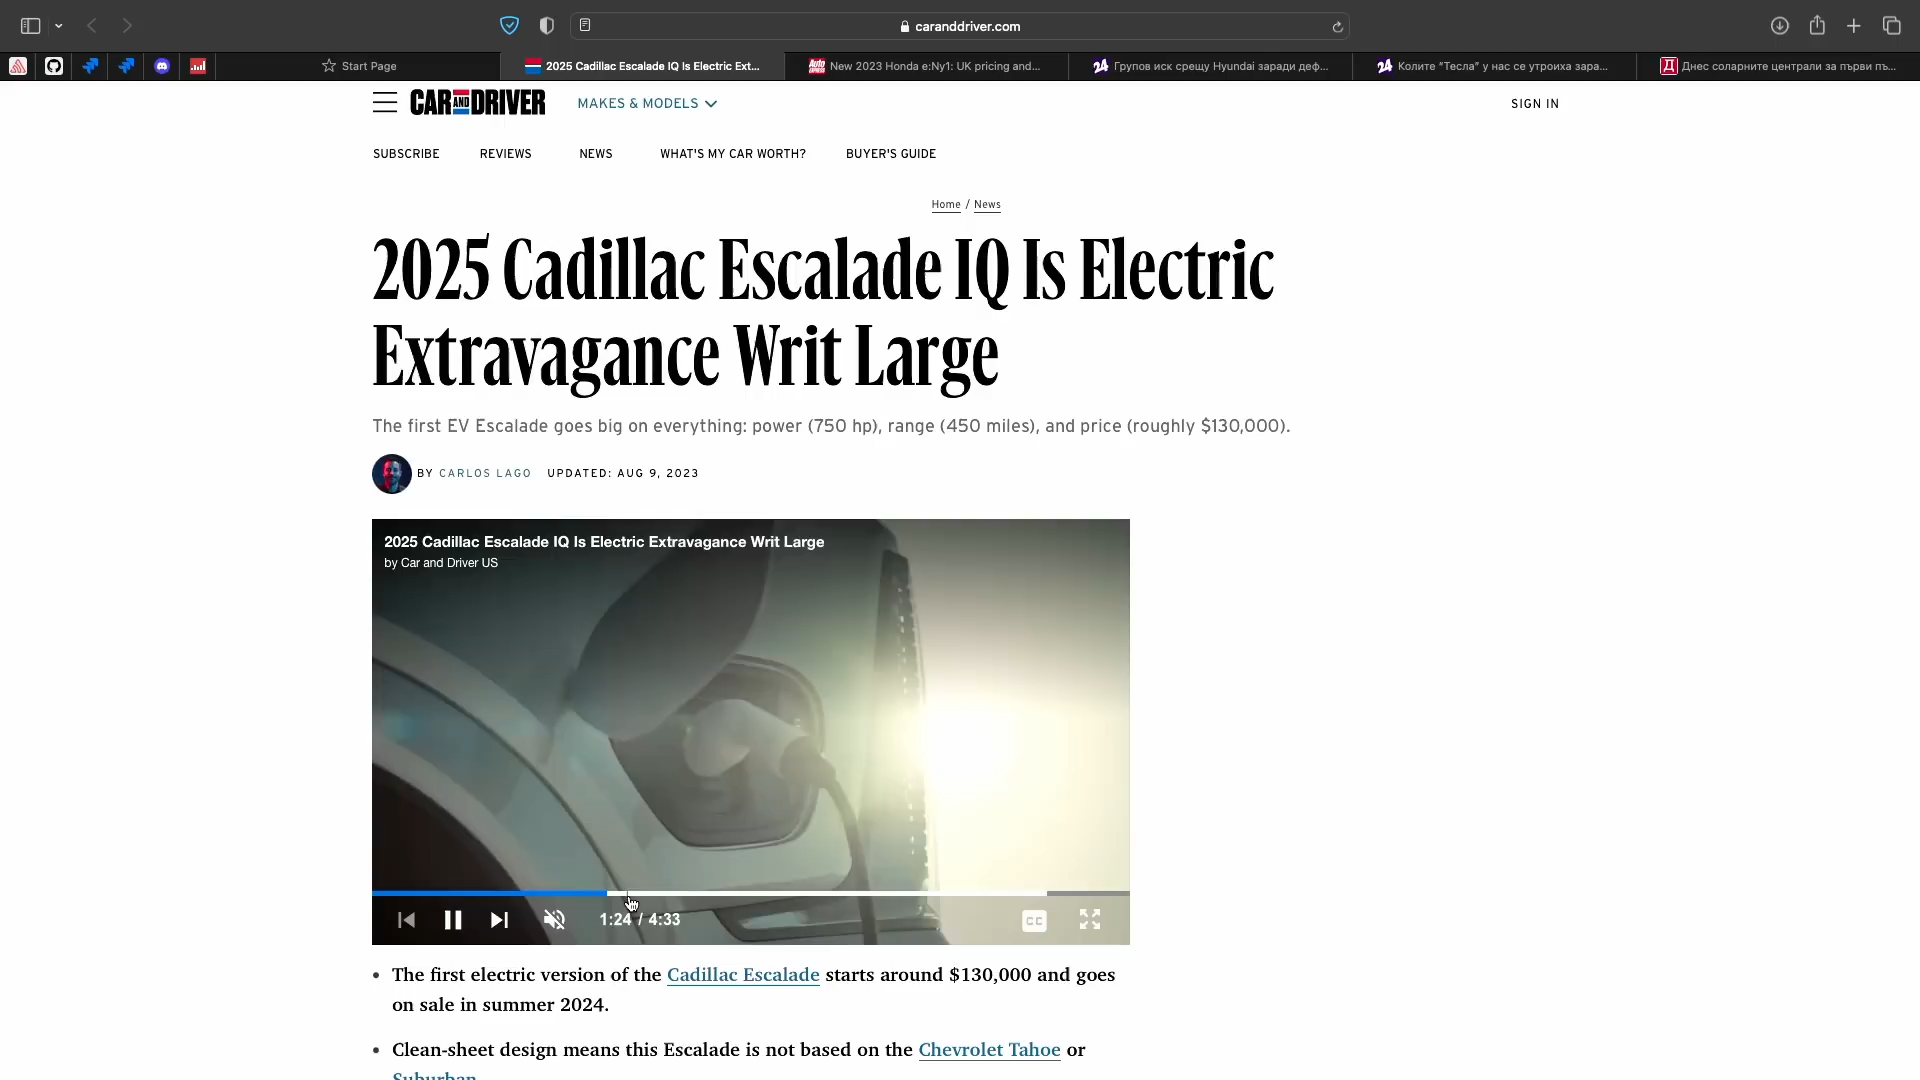 caranddriver.com
Start Page
2025 Cadillac Escalade IQ Is Electric Ext...
New 2023 Honda e:Ny1: UK pricing and...
24 Групов иск срещу Hyundai заради деф...
24 Колите "Тесла" у нас се утроиха зара...
Д Днес соларните централи за първи пъ...
CAR AND DRIVER
MAKES & MODELS
SIGN IN
SUBSCRIBE
REVIEWS
NEWS
WHAT'S MY CAR WORTH?
BUYER'S GUIDE
Home / News
2025 Cadillac Escalade IQ Is Electric
Extravagance Writ Large
The first EV Escalade goes big on everything: power (750 hp), range (450 miles), and price (roughly $130,000).
BY CARLOS LAGO UPDATED: AUG 9, 2023
2025 Cadillac Escalade IQ Is Electric Extravagance Writ Large
by Car and Driver US
1:24 / 4:33
CC
• The first electric version of the Cadillac Escalade starts around $130,000 and goes
on sale in summer 2024.
• Clean-sheet design means this Escalade is not based on the Chevrolet Tahoe or
Suburban.